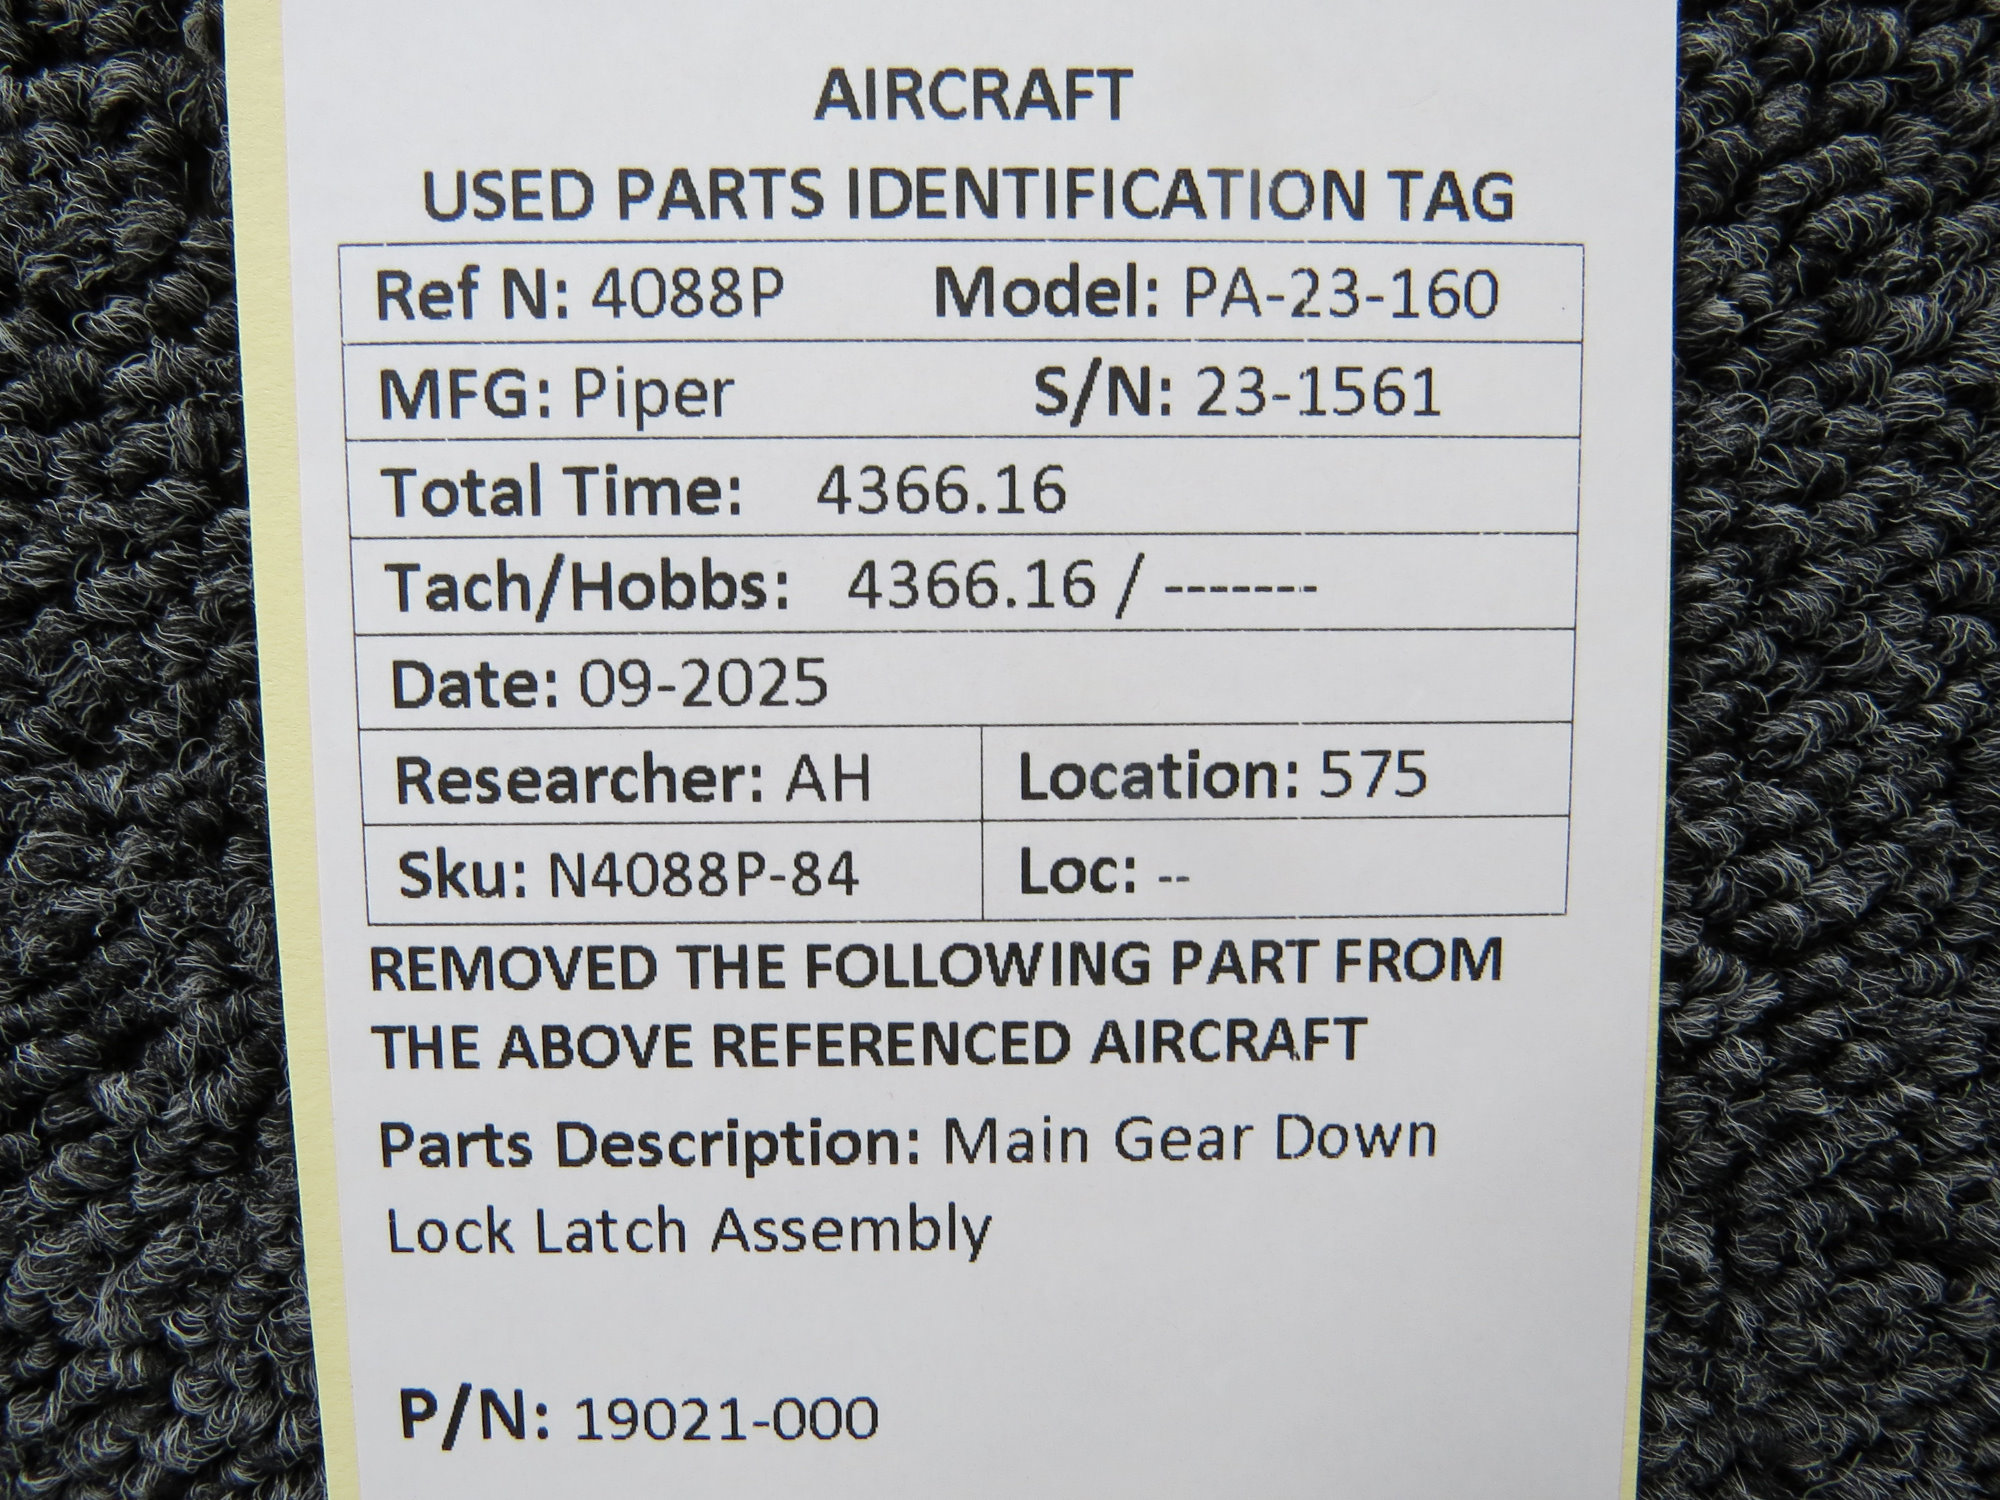 AIRCRAFT
USED PARTS IDENTIFICATION TAG
Ref N: 4088P Model: PA-23-160
MFG: Piper S/N: 23-1561
Total Time: 4366.16
Tach/Hobbs: 4366.16 / -------
Date: 09-2025
Researcher: AH Location: 575
Sku: N4088P-84 Loc: --
REMOVED THE FOLLOWING PART FROM
THE ABOVE REFERENCED AIRCRAFT
Parts Description: Main Gear Down
Lock Latch Assembly
P/N: 19021-000